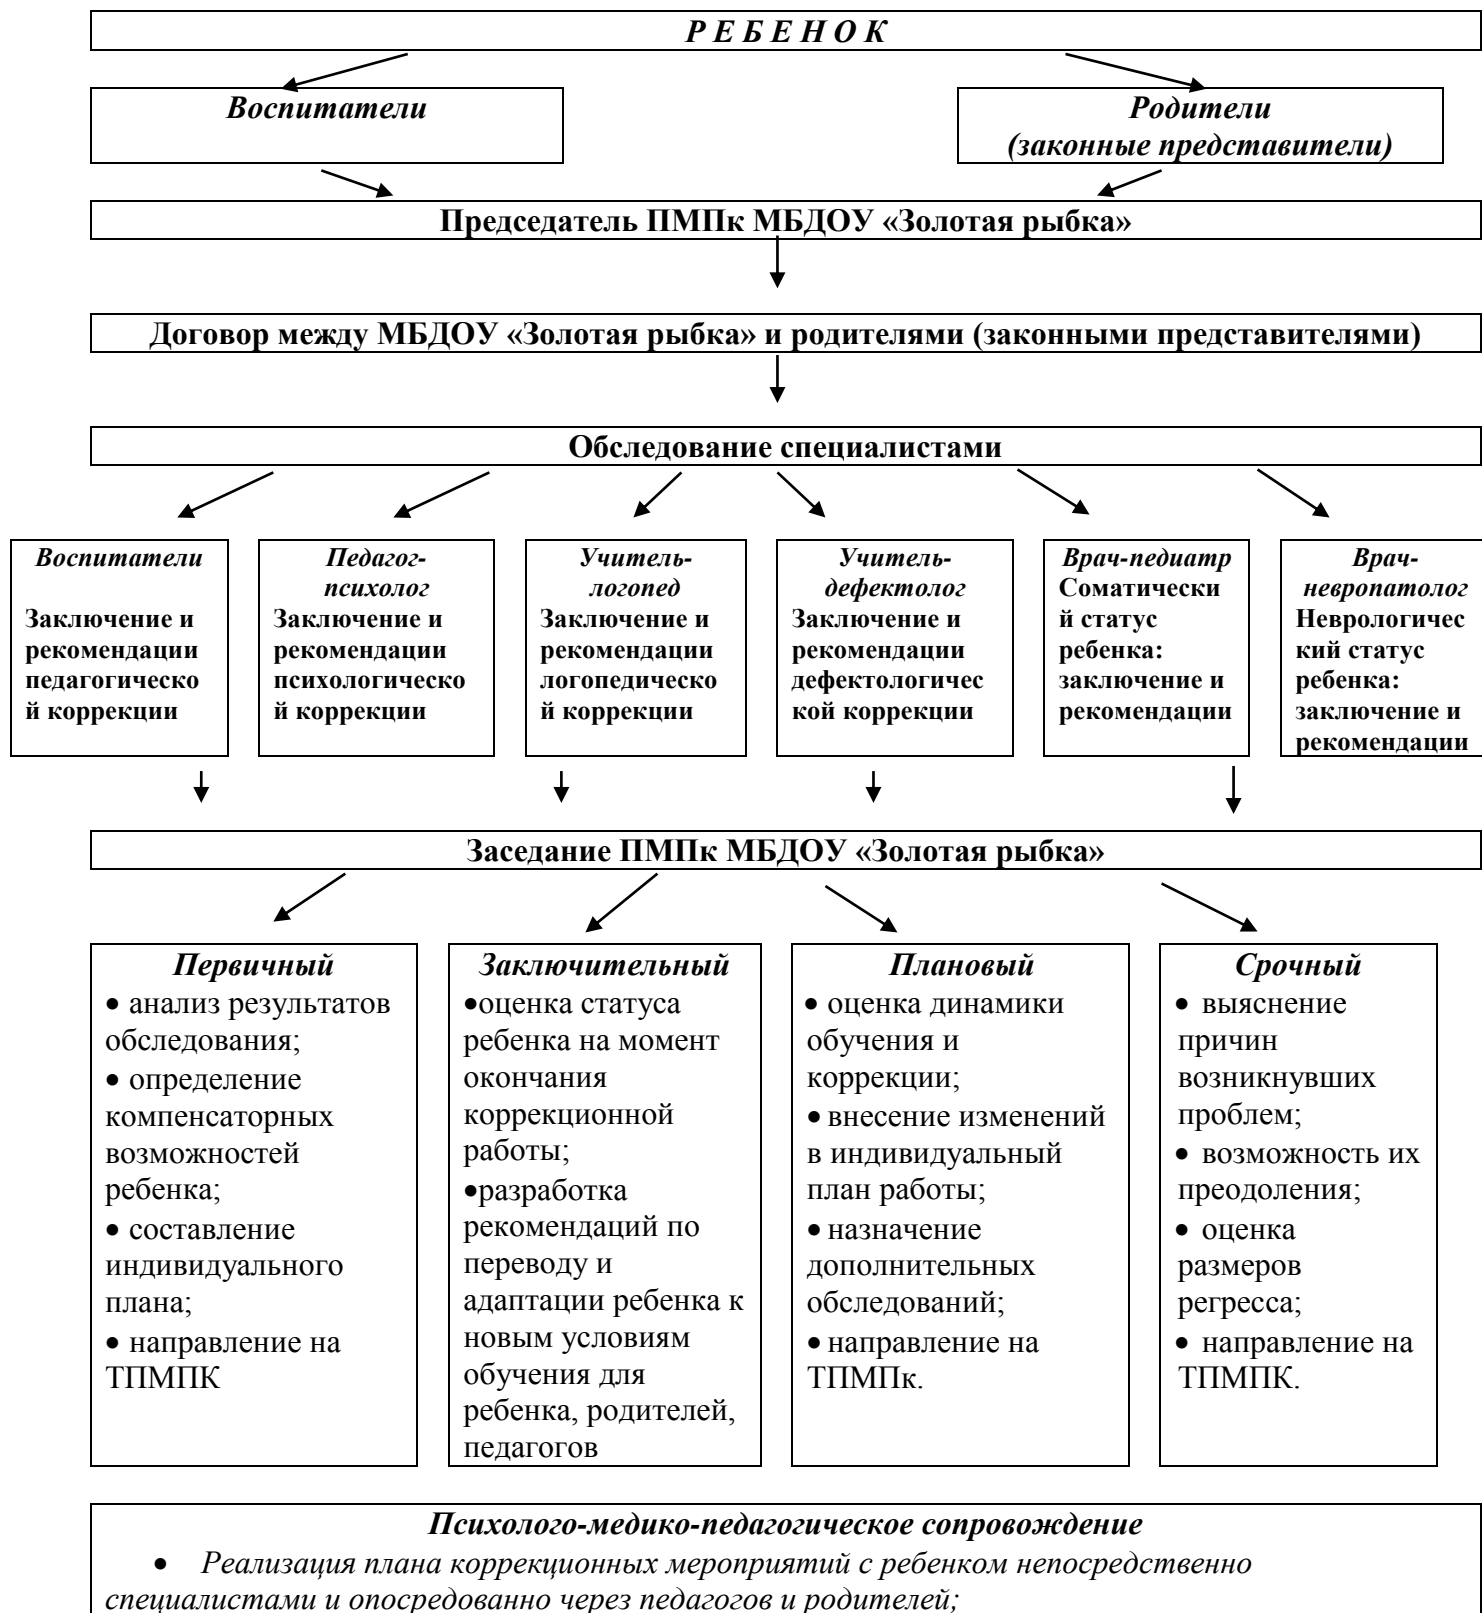 Р Е Б Е Н О К
Воспитатели
Родители
(законные представители)
Председатель ПМПк МБДОУ «Золотая рыбка»
Договор между МБДОУ «Золотая рыбка» и родителями (законными представителями)
Обследование специалистами
Воспитатели
Заключение и
рекомендации
педагогическо
й коррекции
Педагог-
психолог
Заключение и
рекомендации
психологическо
й коррекции
Учитель-
логопед
Заключение и
рекомендации
логопедическо
й коррекции
Учитель-
дефектолог
Заключение и
рекомендации
дефектологичес
кой коррекции
Врач-педиатр
Соматически
й статус
ребенка:
заключение и
рекомендации
Врач-
невропатолог
Неврологичес
кий статус
ребенка:
заключение и
рекомендации
Заседание ПМПк МБДОУ «Золотая рыбка»
Первичный
• анализ результатов
обследования;
• определение
компенсаторных
возможностей
ребенка;
• составление
индивидуального
плана;
• направление на
ТПМПК
Заключительный
•оценка статуса
ребенка на момент
окончания
коррекционной
работы;
•разработка
рекомендаций по
переводу и
адаптации ребенка к
новым условиям
обучения для
ребенка, родителей,
педагогов
Плановый
• оценка динамики
обучения и
коррекции;
• внесение изменений
в индивидуальный
план работы;
• назначение
дополнительных
обследований;
• направление на
ТПМПк.
Срочный
• выяснение
причин
возникнувших
проблем;
• возможность их
преодоления;
• оценка
размеров
регресса;
• направление на
ТПМПК.
Психолого-медико-педагогическое сопровождение
• Реализация плана коррекционных мероприятий с ребенком непосредственно
специалистами и опосредованно через педагогов и родителей;